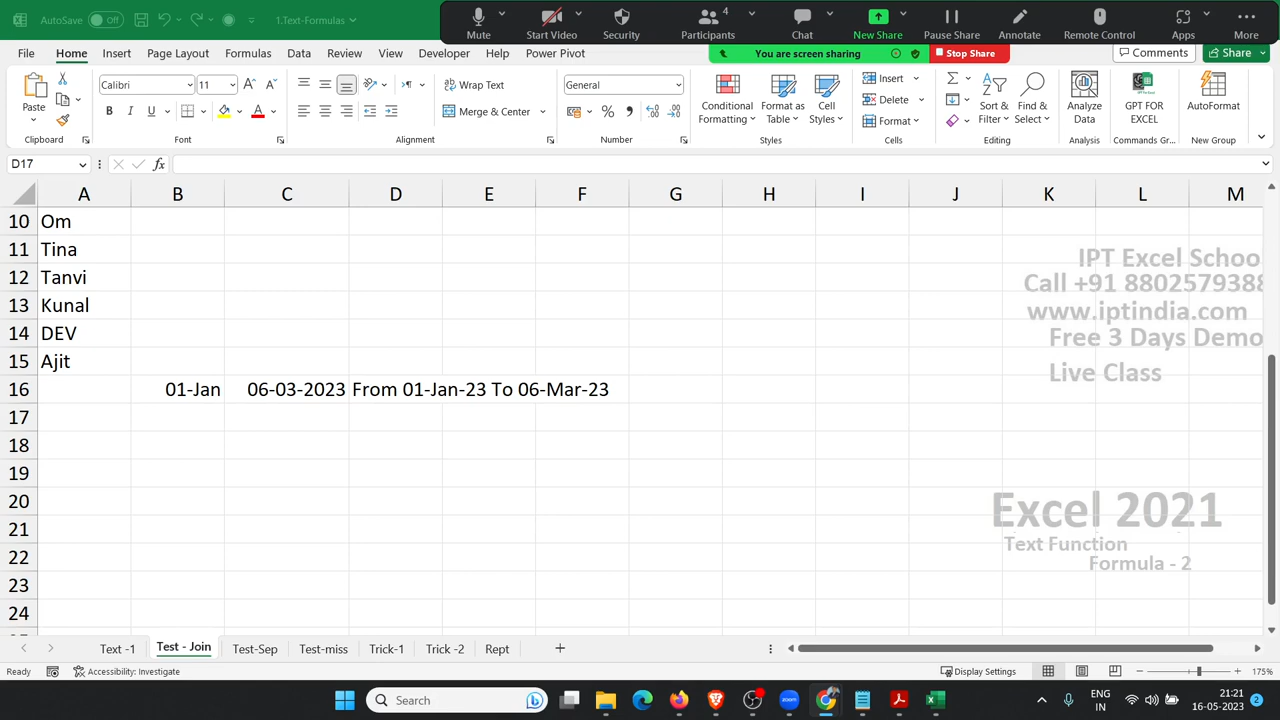 AutoSave Off 1.Text-Formulas
Mute Start Video Security 4 Participants Chat New Share Pause Share Annotate Remote Control Apps More
You are screen sharing Stop Share
File Home Insert Page Layout Formulas Data Review View Developer Help Power Pivot Comments Share
Paste Calibri 11 Wrap Text General Conditional Formatting Format as Table Cell Styles Insert Sort & Filter Find & Select Analyze Data GPT FOR EXCEL AutoFormat
B I U Merge & Center % Delete
Format
Clipboard Font Alignment Number Styles Cells Editing Analysis Commands Gr... New Group
D17 fx
A B C D E F G H I J K L M
10 Om
11 Tina
12 Tanvi
13 Kunal
14 DEV
15 Ajit
16 01-Jan 06-03-2023 From 01-Jan-23 To 06-Mar-23
17
18
19
20
21
22
23
24
IPT Excel Schoo
Call +91 8802579388
www.iptindia.com
Free 3 Days Demo
Live Class
Excel 2021
Text Function
Formula - 2
Text -1 Test - Join Test-Sep Test-miss Trick-1 Trick -2 Rept
Ready Accessibility: Investigate Display Settings 175%
Search zoom ENG IN 21:21 16-05-2023 2